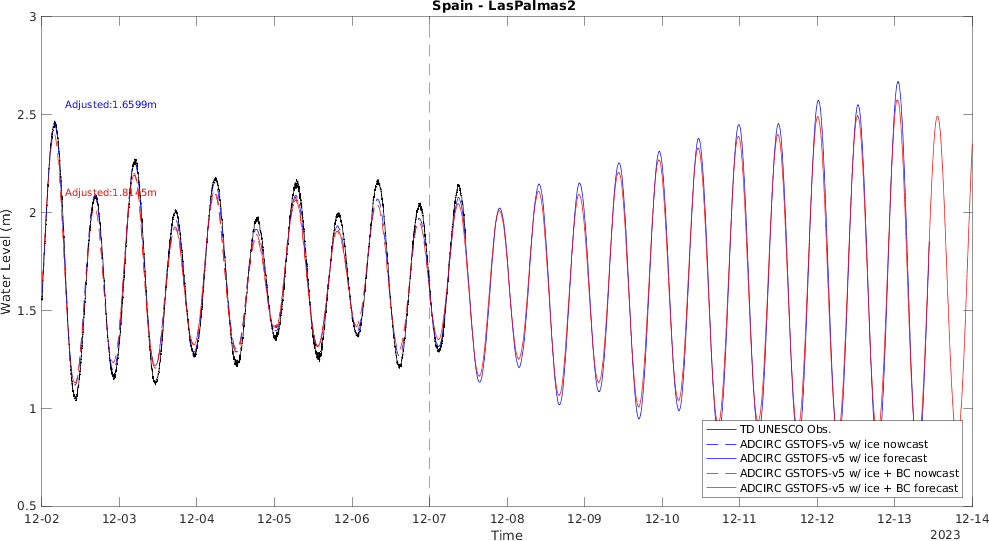 Spain - LasPalmas2
Adjusted:1.6599m
Adjusted:1.8145m
Water Level (m)
3
2.5
2
1.5
1
0.5
TD UNESCO Obs.
ADCIRC GSTOFS-v5 w/ ice nowcast
ADCIRC GSTOFS-v5 w/ ice forecast
ADCIRC GSTOFS-v5 w/ ice + BC nowcast
ADCIRC GSTOFS-v5 w/ ice + BC forecast
12-02 12-03 12-04 12-05 12-06 12-07 12-08 12-09 12-10 12-11 12-12 12-13 12-14
Time
2023